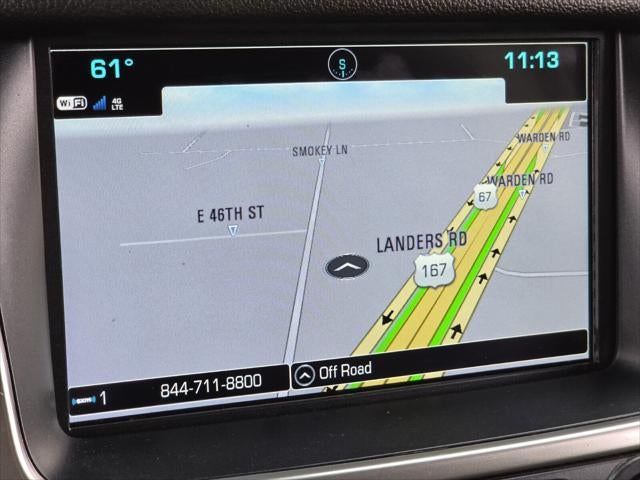 61° S 11:13
WiFi 4G LTE
WARDEN RD
SMOKEY LN
WARDEN RD
67
E 46TH ST
LANDERS RD
167
Off Road
SXM 1 844-711-8800